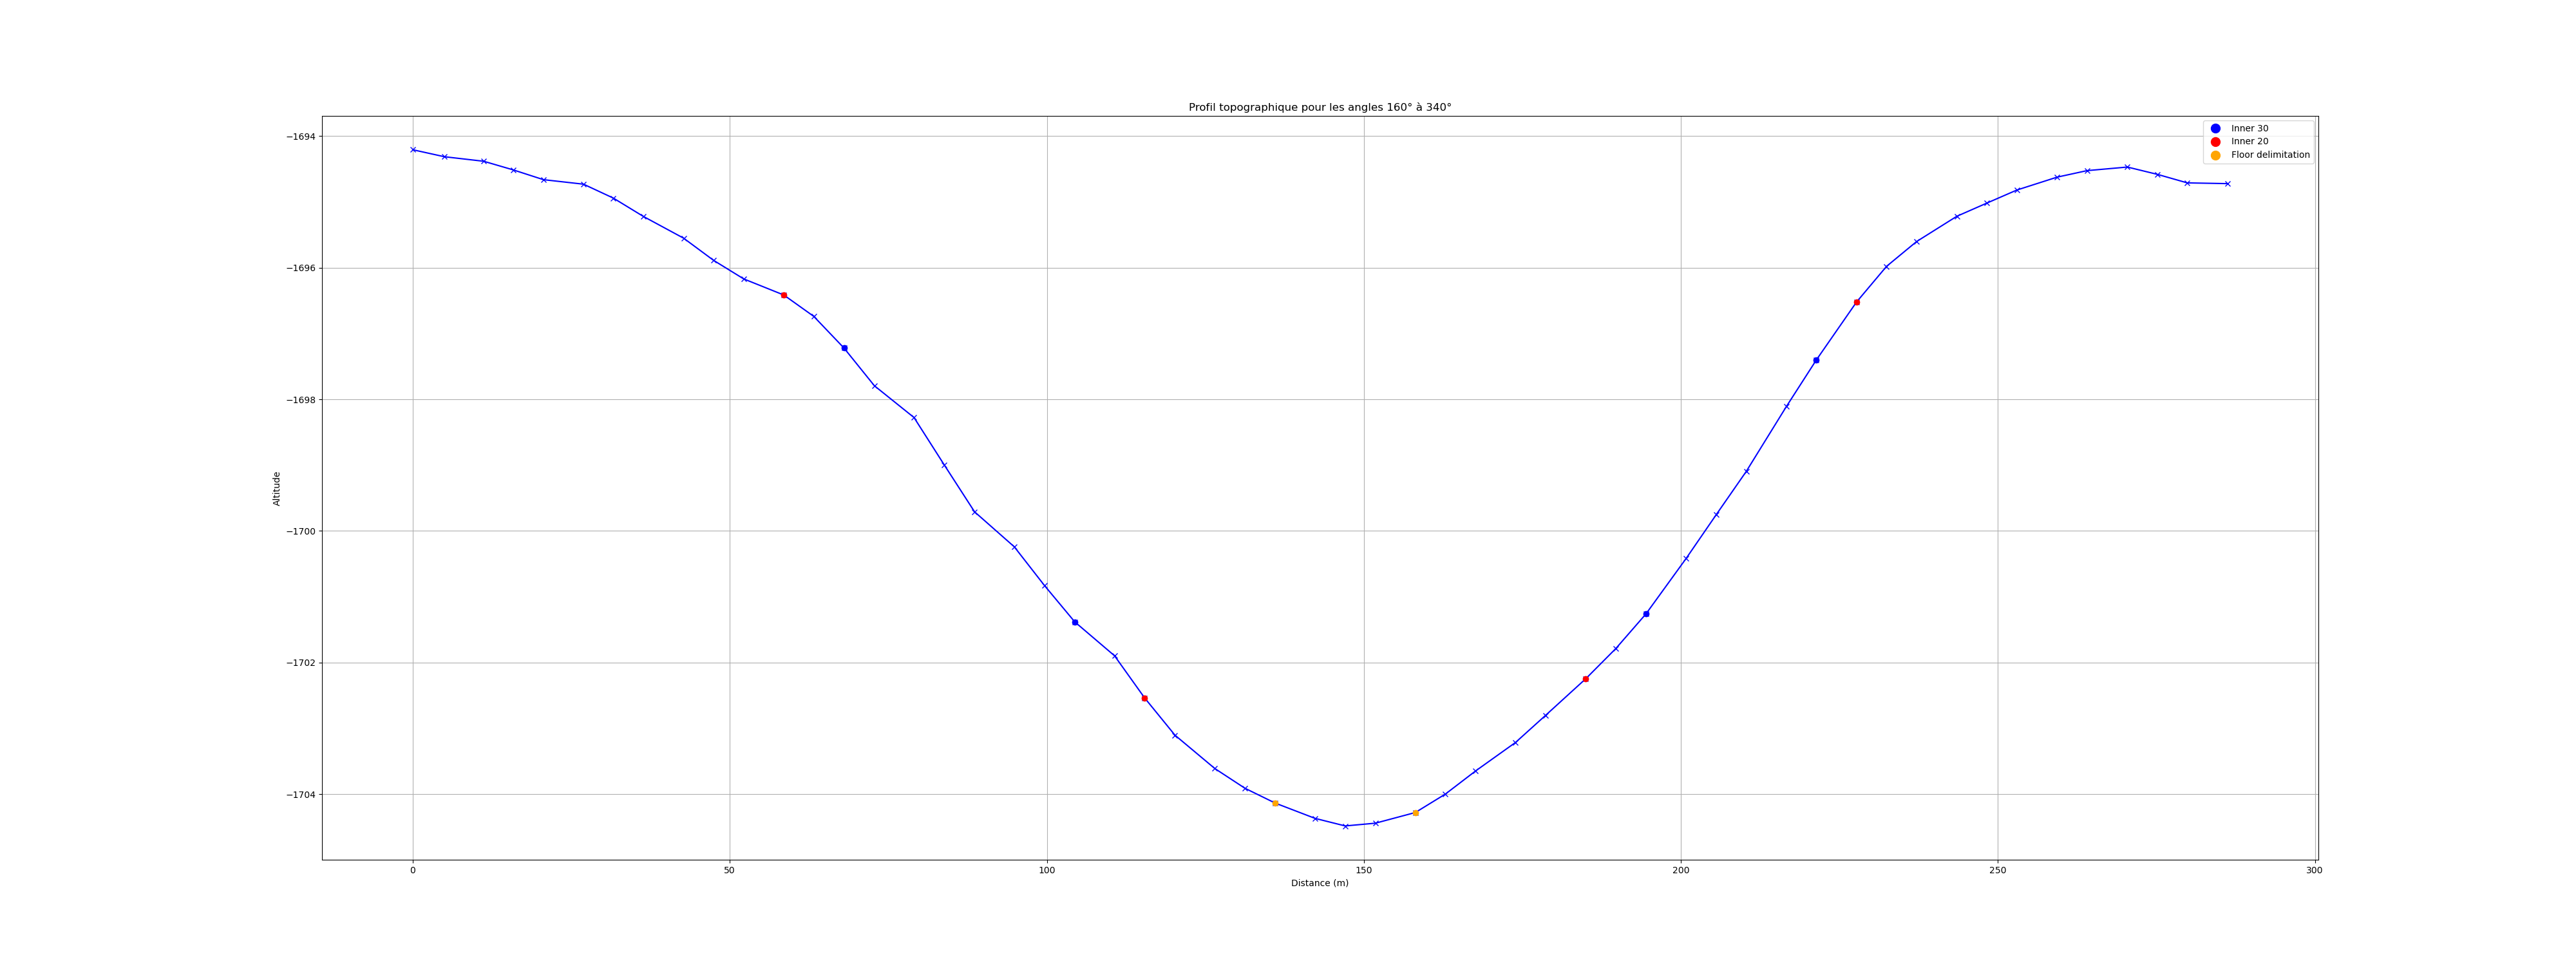 Profil topographique pour les angles 160° à 340°
Inner 30
Inner 20
Floor delimitation
Altitude
−1694
−1696
−1698
−1700
−1702
−1704
0
50
100
150
200
250
300
Distance (m)